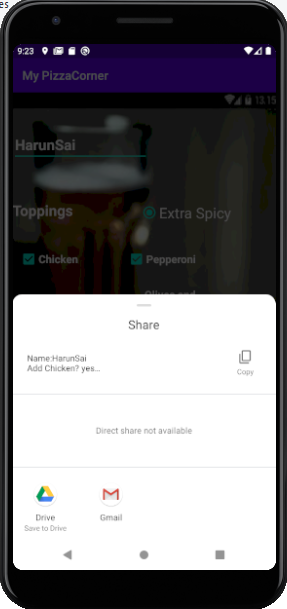 es
9:23
My PizzaCorner
13.15
HarunSai
Toppings
Extra Spicy
Chicken
Pepperoni
Olives and
Share
Name:HarunSai
Add Chicken? yes...
Copy
Direct share not available
Drive
Save to Drive
Gmail